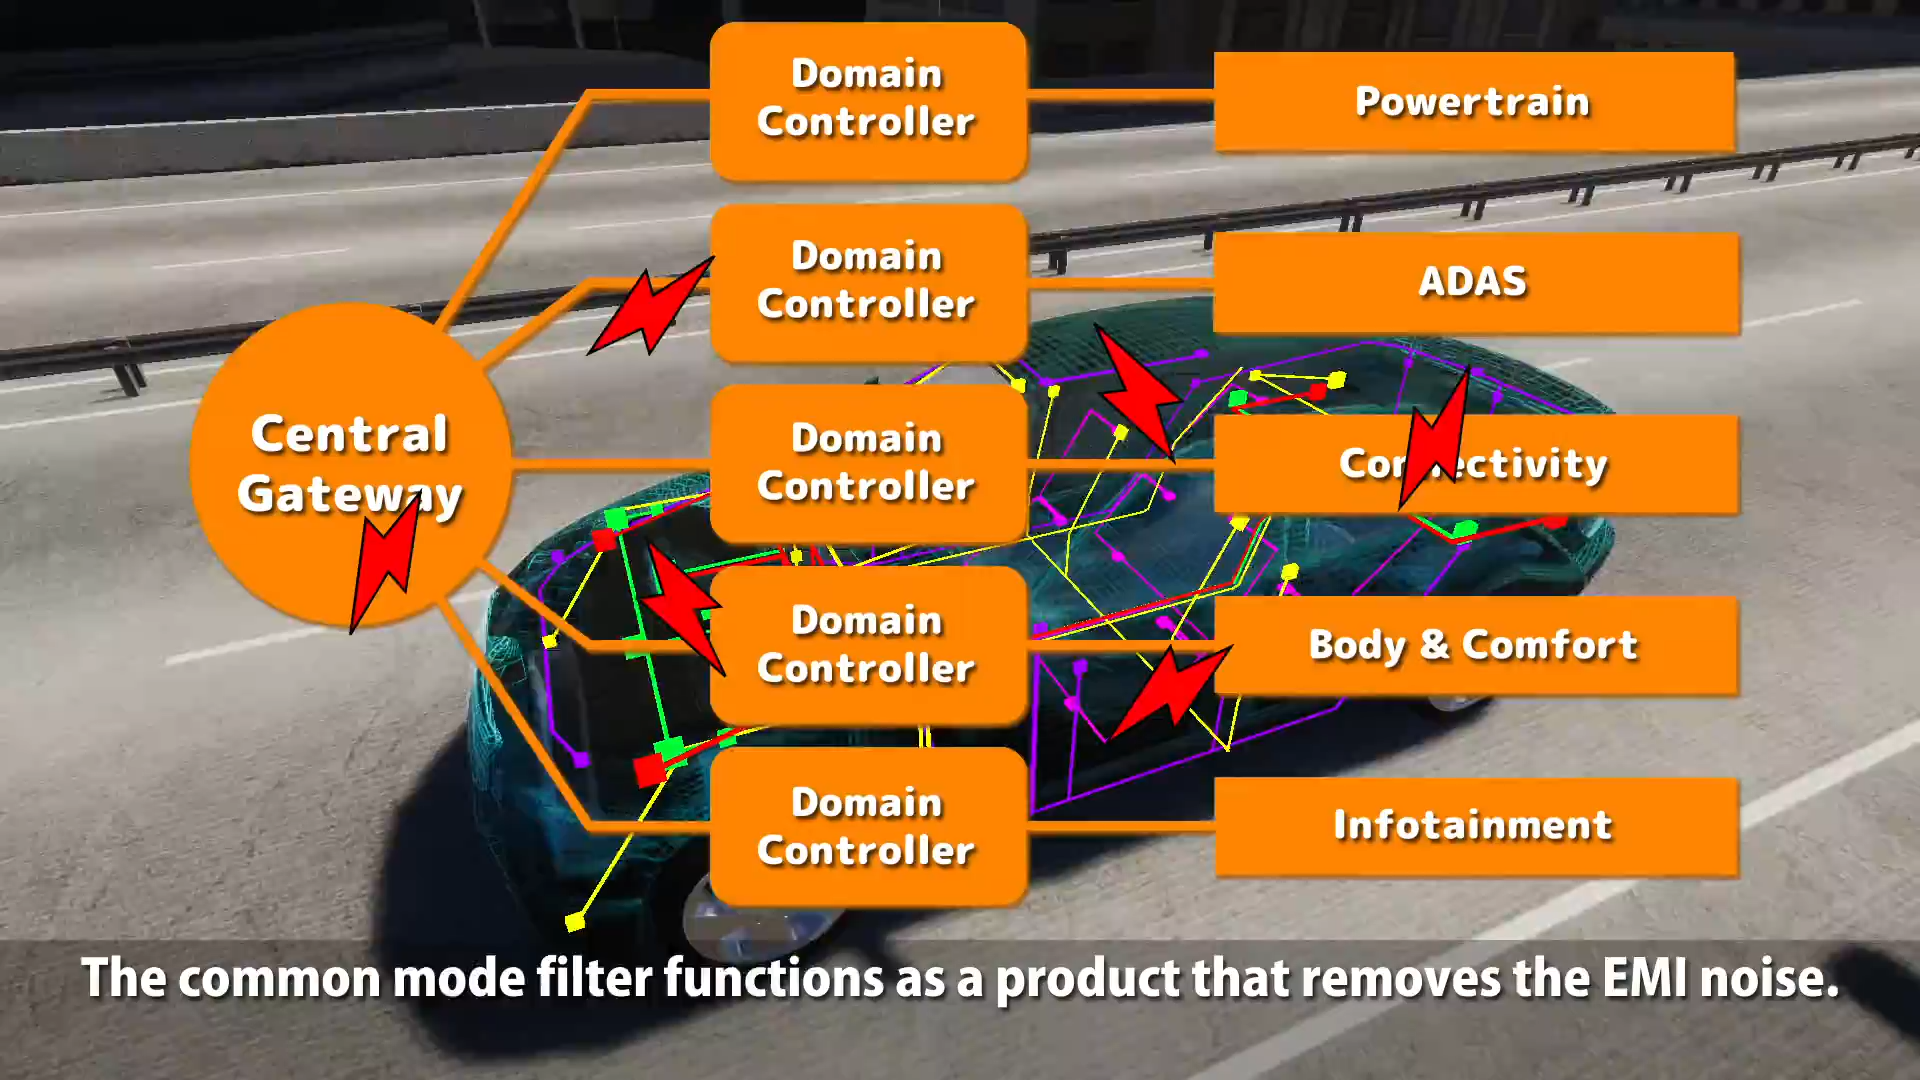 Domain
Controller
Powertrain
Domain
Controller
ADAS
Central
Gateway
Domain
Controller
Connectivity
Domain
Controller
Body & Comfort
Domain
Controller
Infotainment
The common mode filter functions as a product that removes the EMI noise.